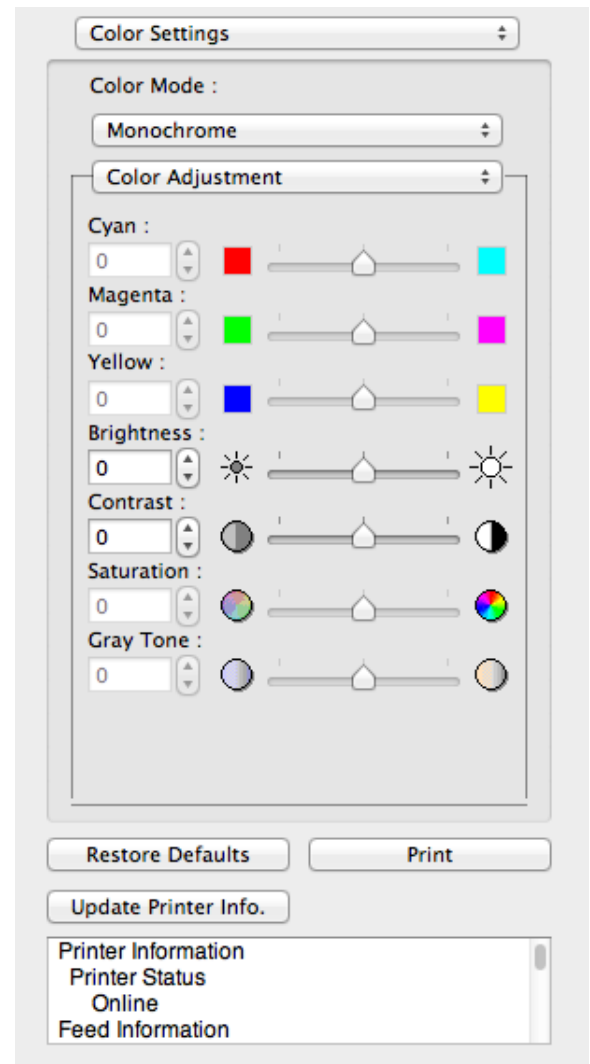 Color Settings
Color Mode :
Monochrome
Color Adjustment
Cyan :
0
Magenta :
0
Yellow :
0
Brightness :
0
Contrast :
0
Saturation :
0
Gray Tone :
0
Restore Defaults
Print
Update Printer Info.
Printer Information
Printer Status
Online
Feed Information